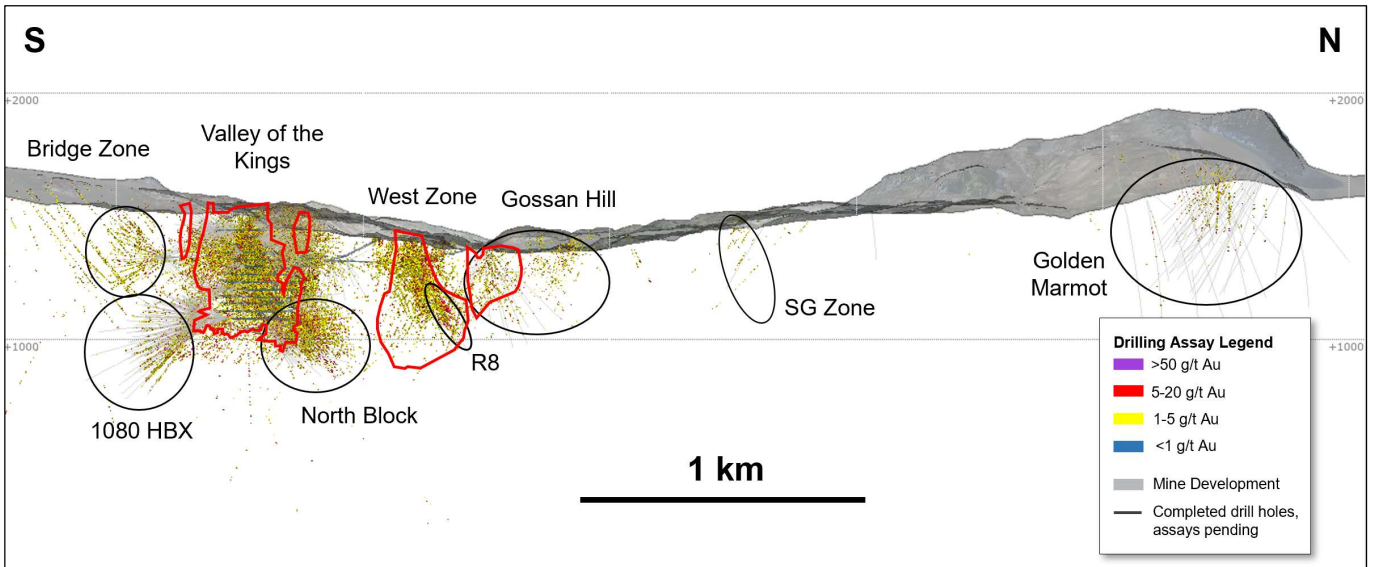 S
N
+2000
+2000
Bridge Zone
Valley of the
Kings
West Zone
Gossan Hill
SG Zone
Golden
Marmot
+1000
+1000
R8
North Block
1080 HBX
1 km
Drilling Assay Legend
>50 g/t Au
5-20 g/t Au
1-5 g/t Au
<1 g/t Au
Mine Development
Completed drill holes,
assays pending